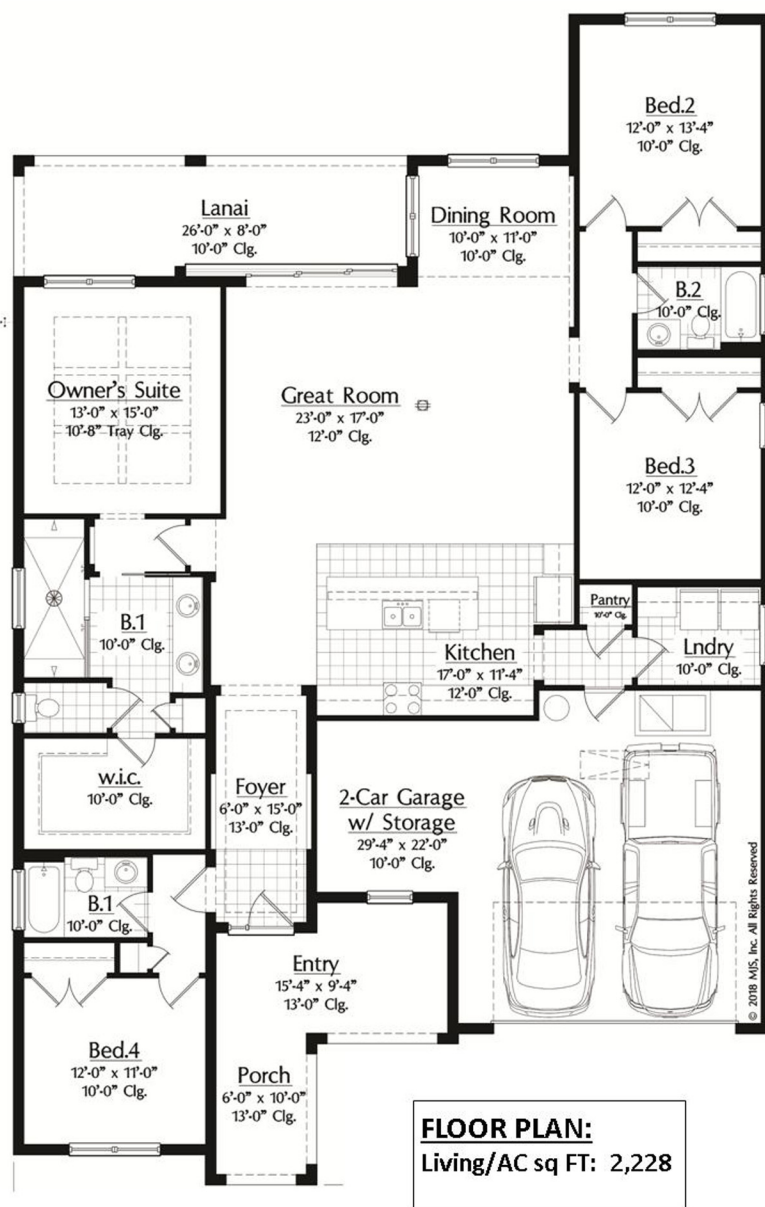 Bed.2
12'-0" x 13'-4"
10'-0" Clg.
Lanai
26'-0" x 8'-0"
10'-0" Clg.
Dining Room
10'-0" x 11'-0"
10'-0" Clg.
B.2
10'-0" Clg.
Owner's Suite
13'-0" x 15'-0"
10'-8" Tray Clg.
Great Room
23'-0" x 17'-0"
12'-0" Clg.
Bed.3
12'-0" x 12'-4"
10'-0" Clg.
B.1
10'-0" Clg.
Pantry
10'-0" Clg.
Kitchen
17'-0" x 11'-4"
12'-0" Clg.
Lndry
10'-0" Clg.
w.i.c.
10'-0" Clg.
Foyer
6'-0" x 15'-0"
13'-0" Clg.
2-Car Garage
w/ Storage
29'-4" x 22'-0"
10'-0" Clg.
B.1
10'-0" Clg.
Entry
15'-4" x 9'-4"
13'-0" Clg.
© 2018 MJS, Inc. All Rights Reserved
Bed.4
12'-0" x 11'-0"
10'-0" Clg.
Porch
6'-0" x 10'-0"
13'-0" Clg.
FLOOR PLAN:
Living/AC sq FT: 2,228